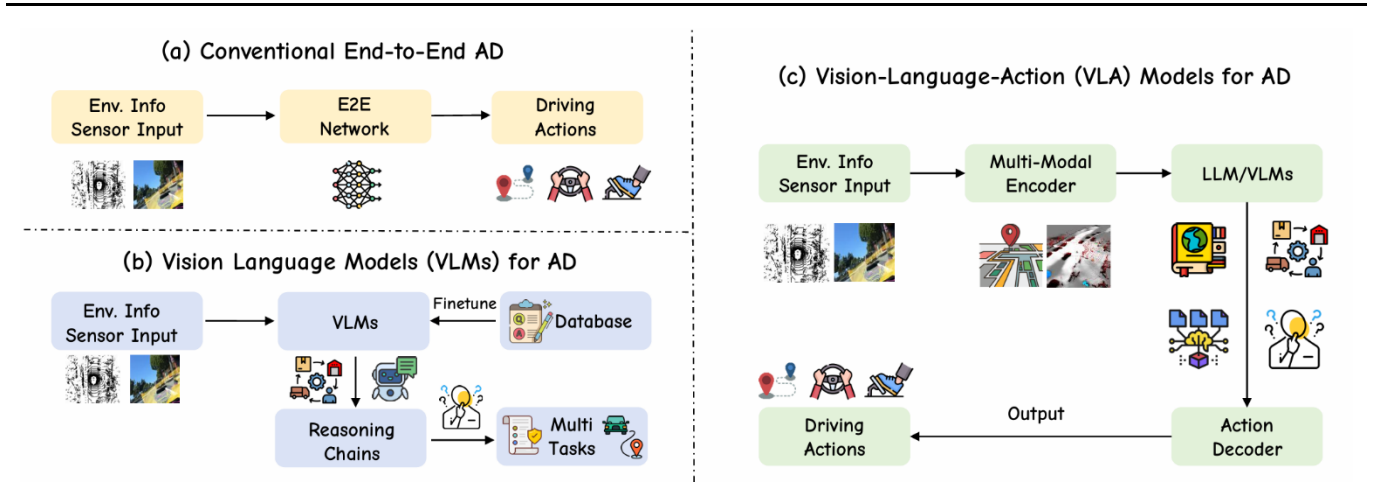 (a) Conventional End-to-End AD
Env. Info
Sensor Input
E2E
Network
Driving
Actions
(b) Vision Language Models (VLMs) for AD
Env. Info
Sensor Input
VLMs
Finetune
Q
A
Database
Reasoning
Chains
Multi
Tasks
(c) Vision-Language-Action (VLA) Models for AD
Env. Info
Sensor Input
Multi-Modal
Encoder
LLM/VLMs
Driving
Actions
Output
Action
Decoder